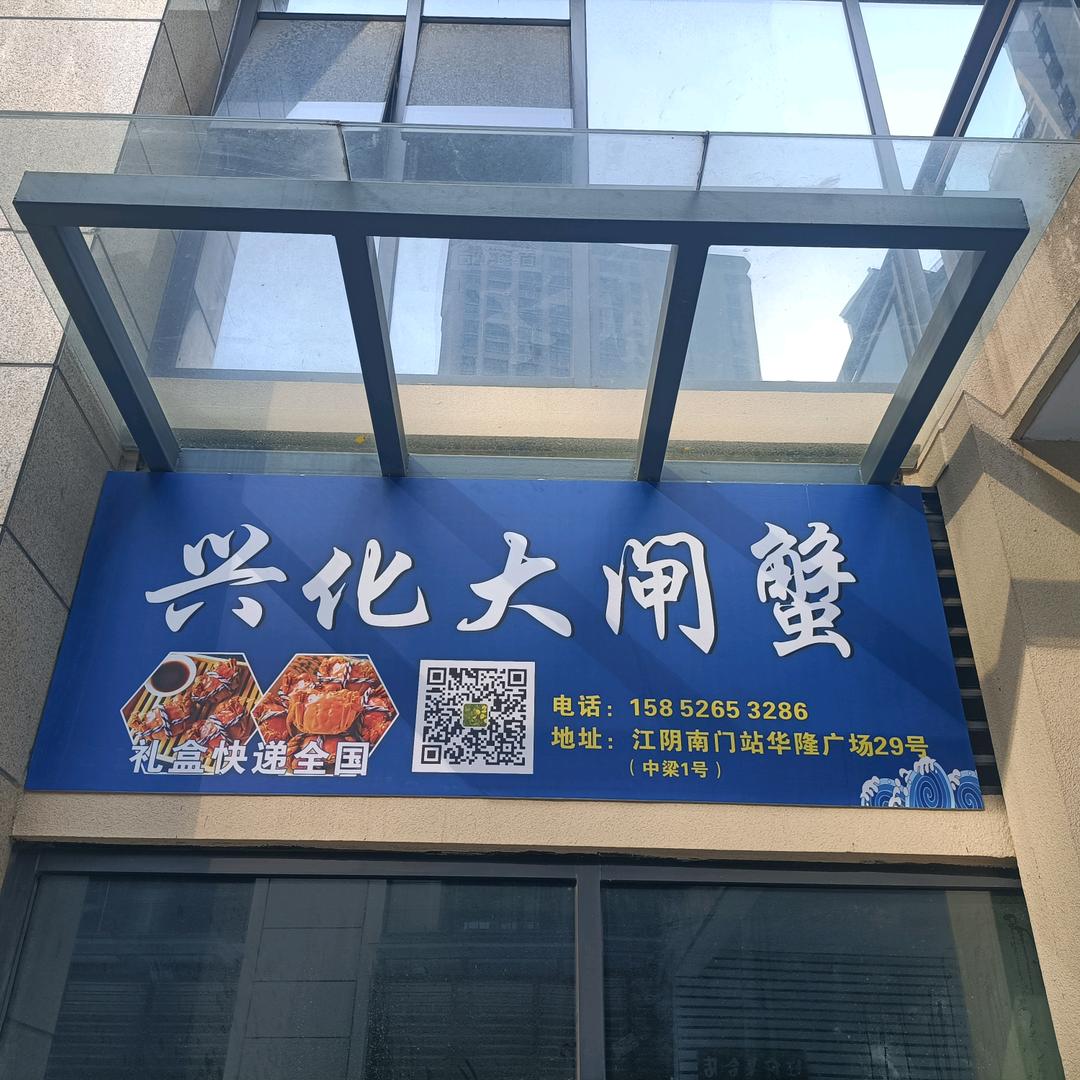 兴化大闸蟹
礼盒快递全国
电话：158 5265 3286
地址：江阴南门站华隆广场29号
（中梁1号）